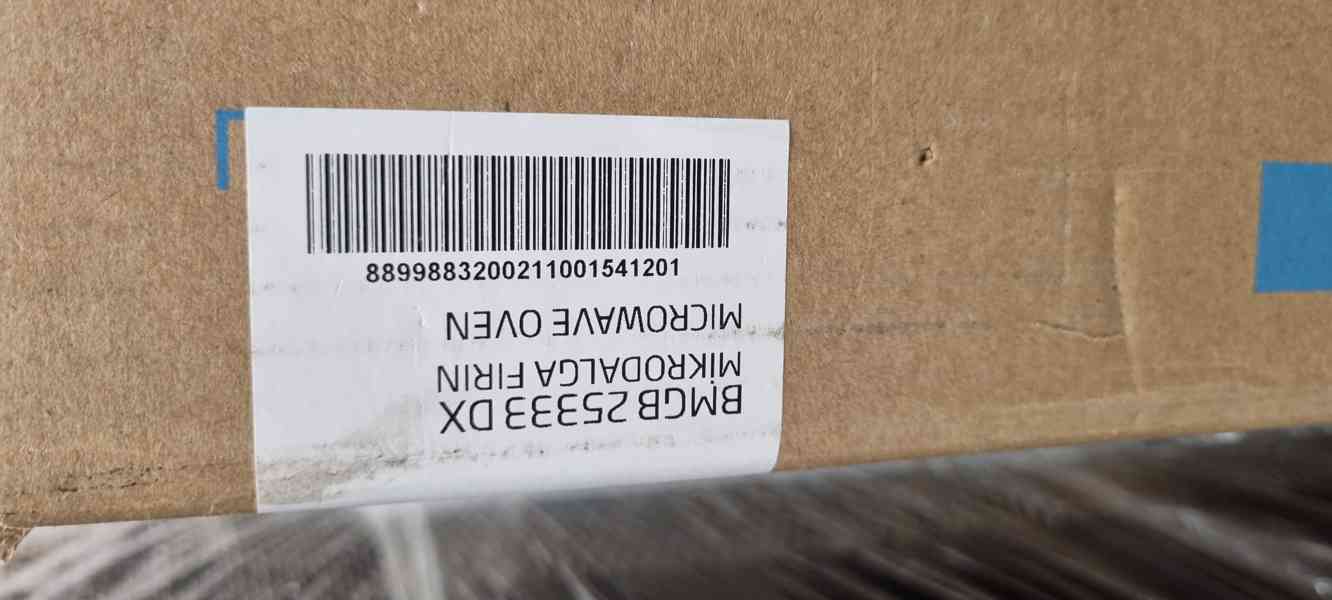 8899883200211001541201
BMGB 25333 DX
MİKRODALGA FIRIN
MICROWAVE OVEN